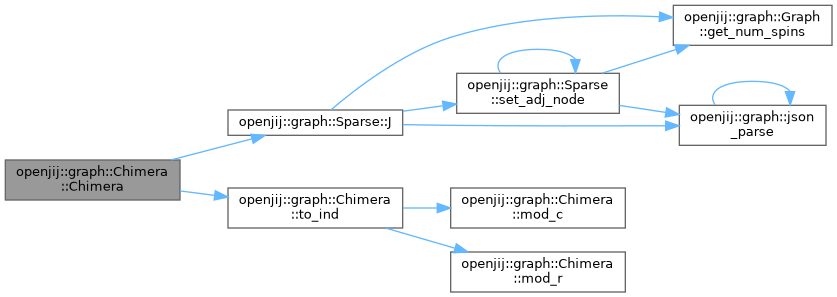 openjij::graph::Graph
::get_num_spins
openjij::graph::Sparse
::set_adj_node
openjij::graph::json
_parse
openjij::graph::Sparse::J
openjij::graph::Chimera
::Chimera
openjij::graph::Chimera
::to_ind
openjij::graph::Chimera
::mod_c
openjij::graph::Chimera
::mod_r